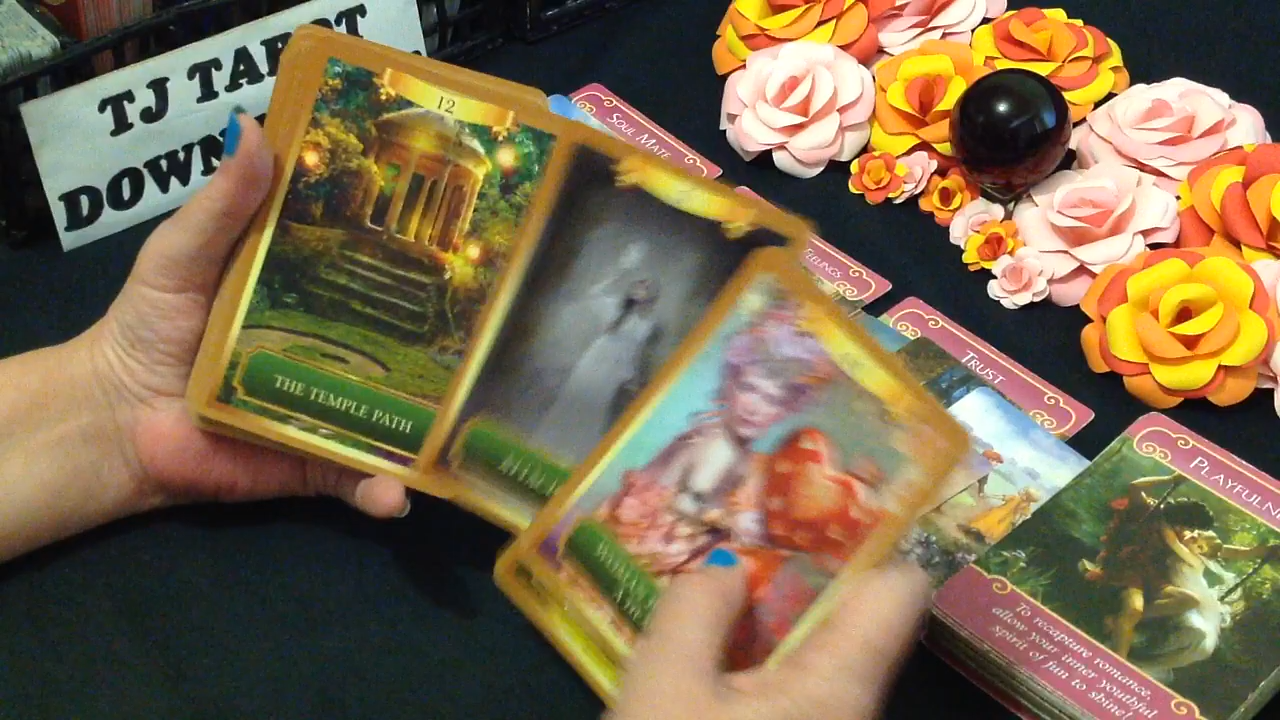 TJ TAROT
DOWN
SOUL MATE
FEELINGS
TRUST
PLAYFULN
To recapture romance,
allow your inner youthful
spirit of fun to shine!
12
THE TEMPLE PATH